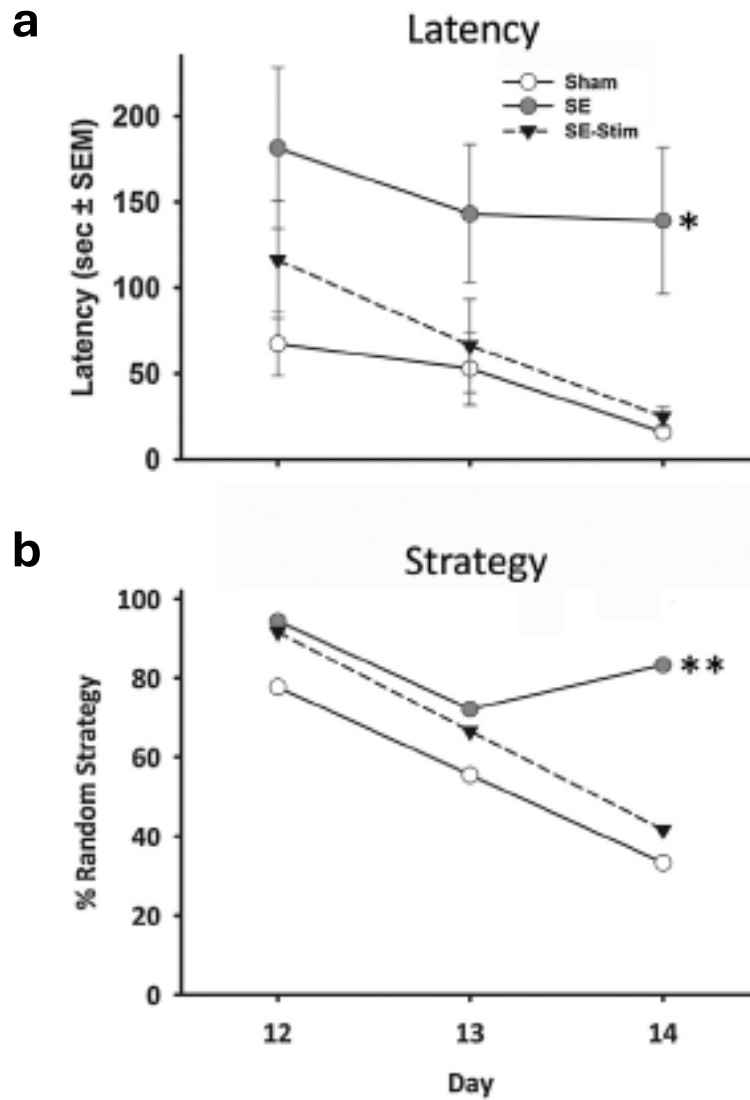 a
Latency
Sham
SE
SE-Stim
Latency (sec ± SEM)
200
150
100
50
0
*
b
Strategy
% Random Strategy
100
80
60
40
20
0
**
12 13 14
Day